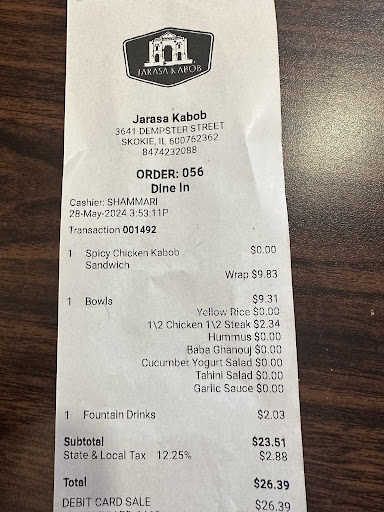 JARASA KABOB
Jarasa Kabob
3641 DEMPSTER STREET
SKOKIE, IL 600762362
8474232088
ORDER: 056
Dine In
Cashier: SHAMMARI
28-May-2024 3:53:11P
Transaction 001492
1 Spicy Chicken Kabob $0.00
Sandwich
Wrap $9.83
1 Bowls $9.31
Yellow Rice $0.00
1\2 Chicken 1\2 Steak $2.34
Hummus $0.00
Baba Ghanouj $0.00
Cucumber Yogurt Salad $0.00
Tahini Salad $0.00
Garlic Sauce $0.00
1 Fountain Drinks $2.03
Subtotal $23.51
State & Local Tax 12.25% $2.88
Total $26.39
DEBIT CARD SALE $26.39